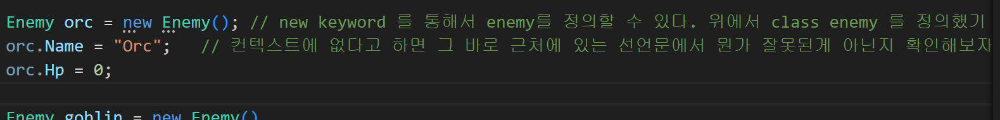 Enemy orc = new Enemy(); // new keyword 를 통해서 enemy를 정의할 수 있다. 위에서 class enemy 를 정의했기
orc.Name = "Orc";   // 컨텍스트에 없다고 하면 그 바로 근처에 있는 선언문에서 뭔가 잘못된게 아닌지 확인해보자
orc.Hp = 0;
Enemy goblin = new Enemy()